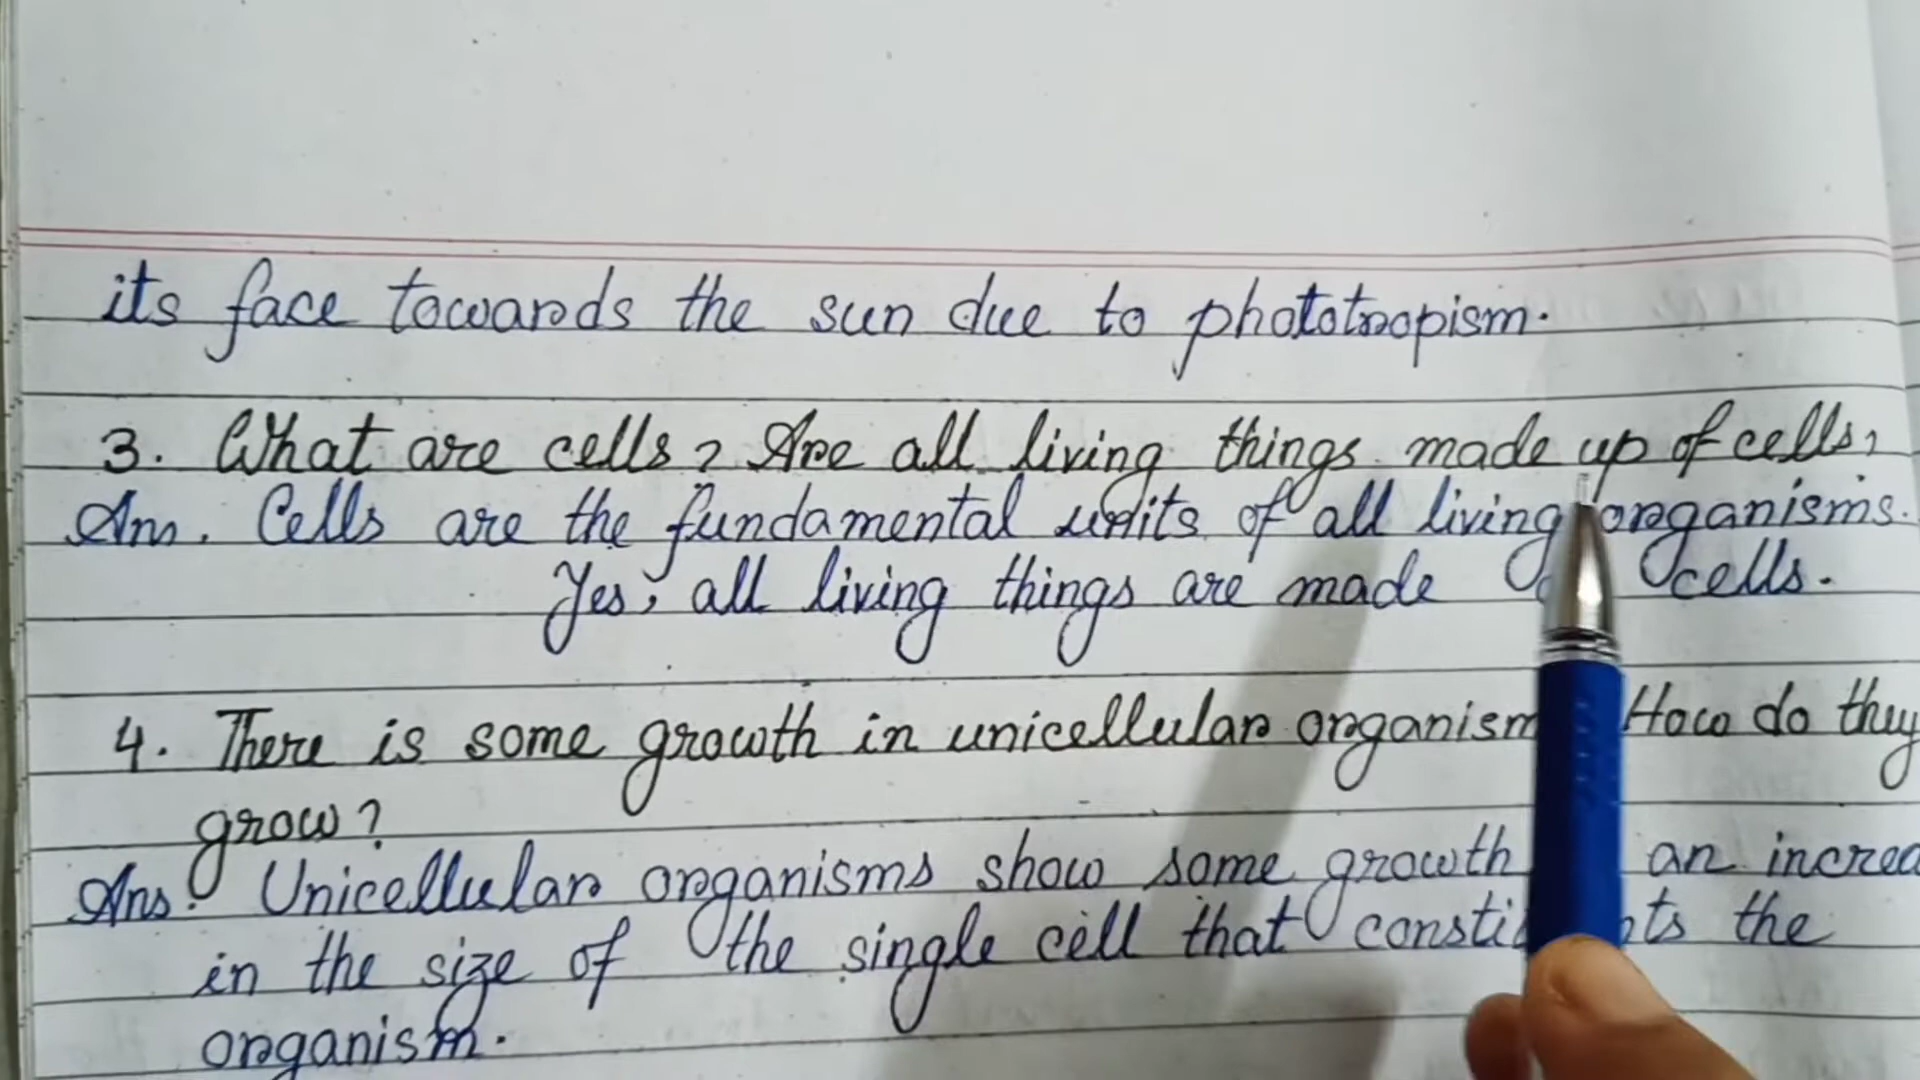 its face towards the sun due to phototropism.
3. What are cells? Are all living things made up of cells?
Ans. Cells are the fundamental units of all living organisms.
Yes, all living things are made cells.
4. There is some growth in unicellular organism How do they
grow?
Ans. Unicellular organisms show some growth an increa
in the size of the single cell that the
organism.